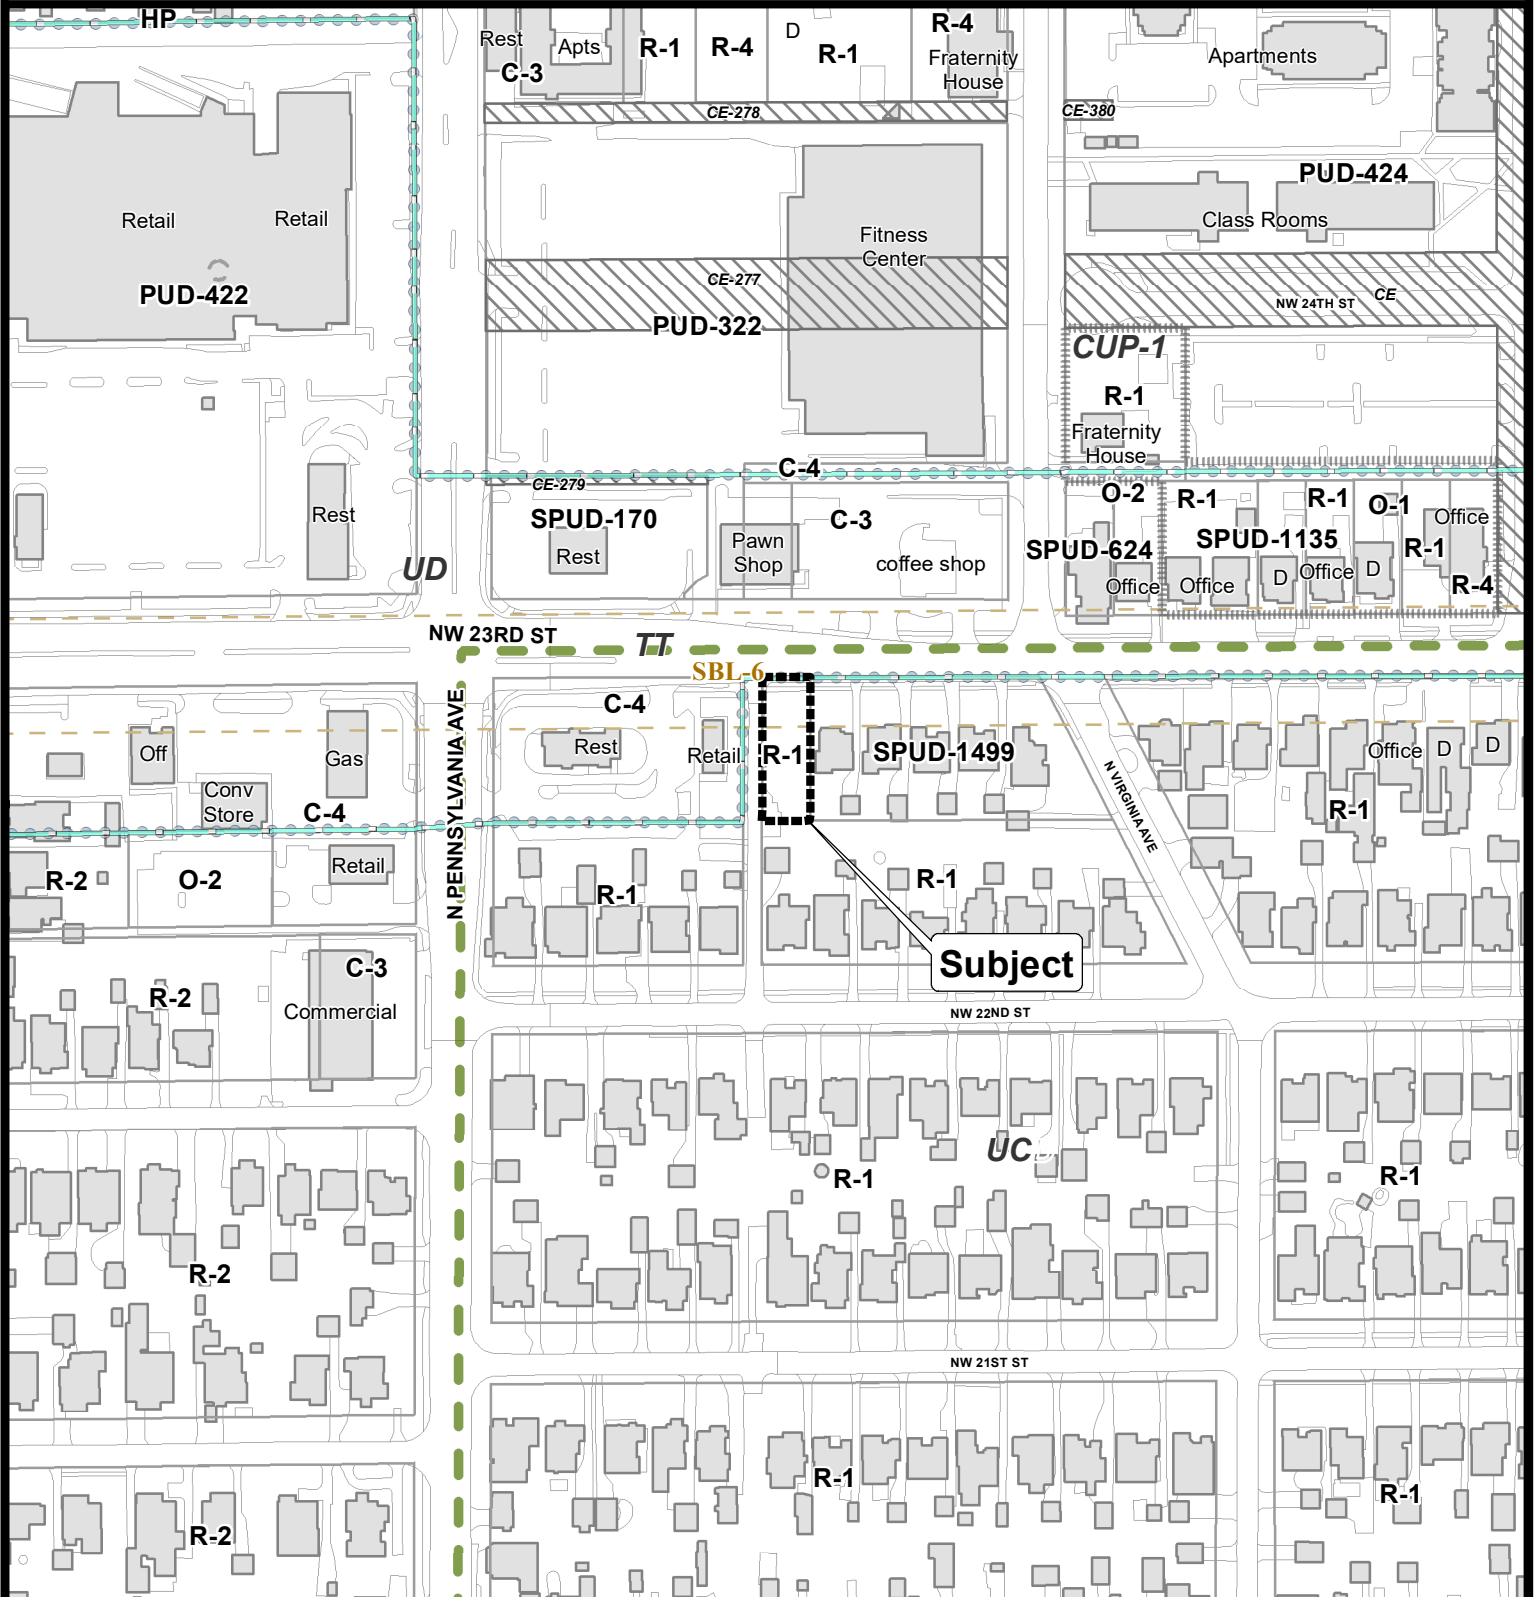 HP
Rest
Apts
C-3
R-1
R-4
D
R-1
R-4
Fraternity
House
Apartments
CE-278
CE-380
PUD-424
Class Rooms
Retail
Retail
PUD-422
Fitness
Center
CE-277
PUD-322
CE
NW 24TH ST
CUP-1
R-1
Fraternity
House
C-4
CE-279
SPUD-170
Rest
Pawn
Shop
C-3
coffee shop
O-2
SPUD-624
Office
R-1
SPUD-1135
Office
D
R-1
Office
O-1
D
R-1
Office
R-4
Rest
UD
NW 23RD ST
TT
SBL-6
C-4
Rest
Retail
R-1
SPUD-1499
N VIRGINIA AVE
Office
D
D
R-1
Off
Gas
Conv
Store
C-4
N PENNSYLVANIA AVE
R-2
O-2
Retail
R-1
R-1
Subject
C-3
Commercial
R-2
NW 22ND ST
UC
R-1
R-1
R-2
NW 21ST ST
R-1
R-1
R-2